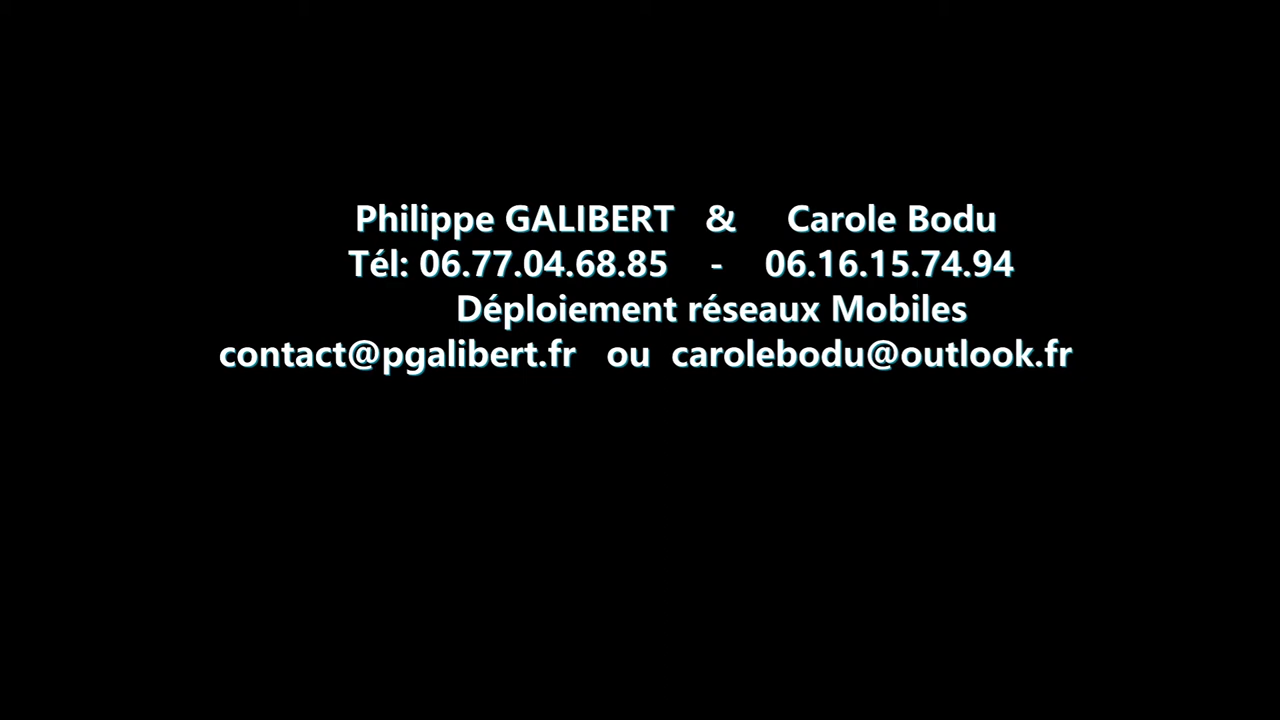 Philippe GALIBERT & Carole Bodu
Tél: 06.77.04.68.85 - 06.16.15.74.94
Déploiement réseaux Mobiles
contact@pgalibert.fr ou carolebodu@outlook.fr